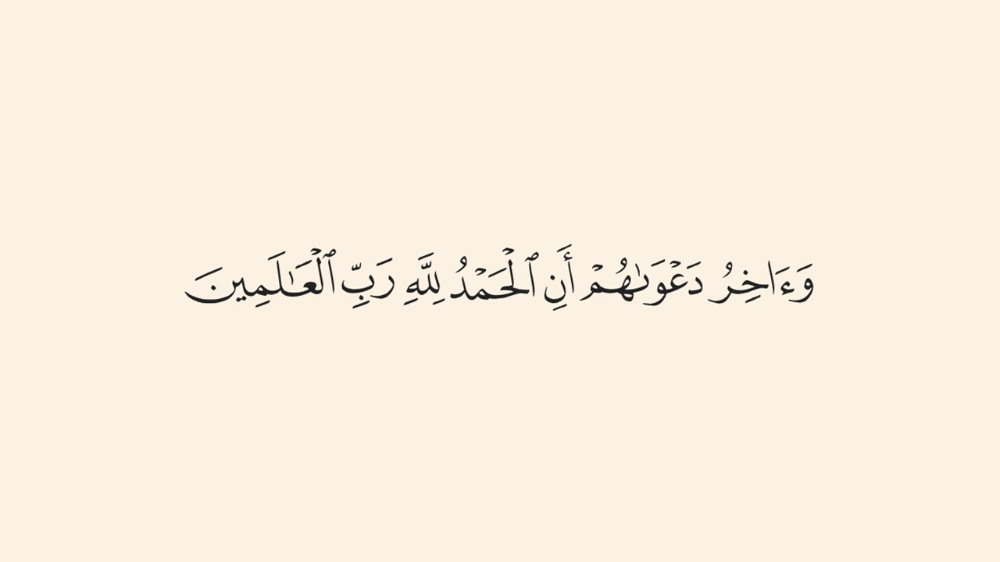 وَءَاخِرُ دَعْوَىٰهُمْ أَنِ ٱلْحَمْدُ لِلَّهِ رَبِّ ٱلْعَـٰلَمِينَ